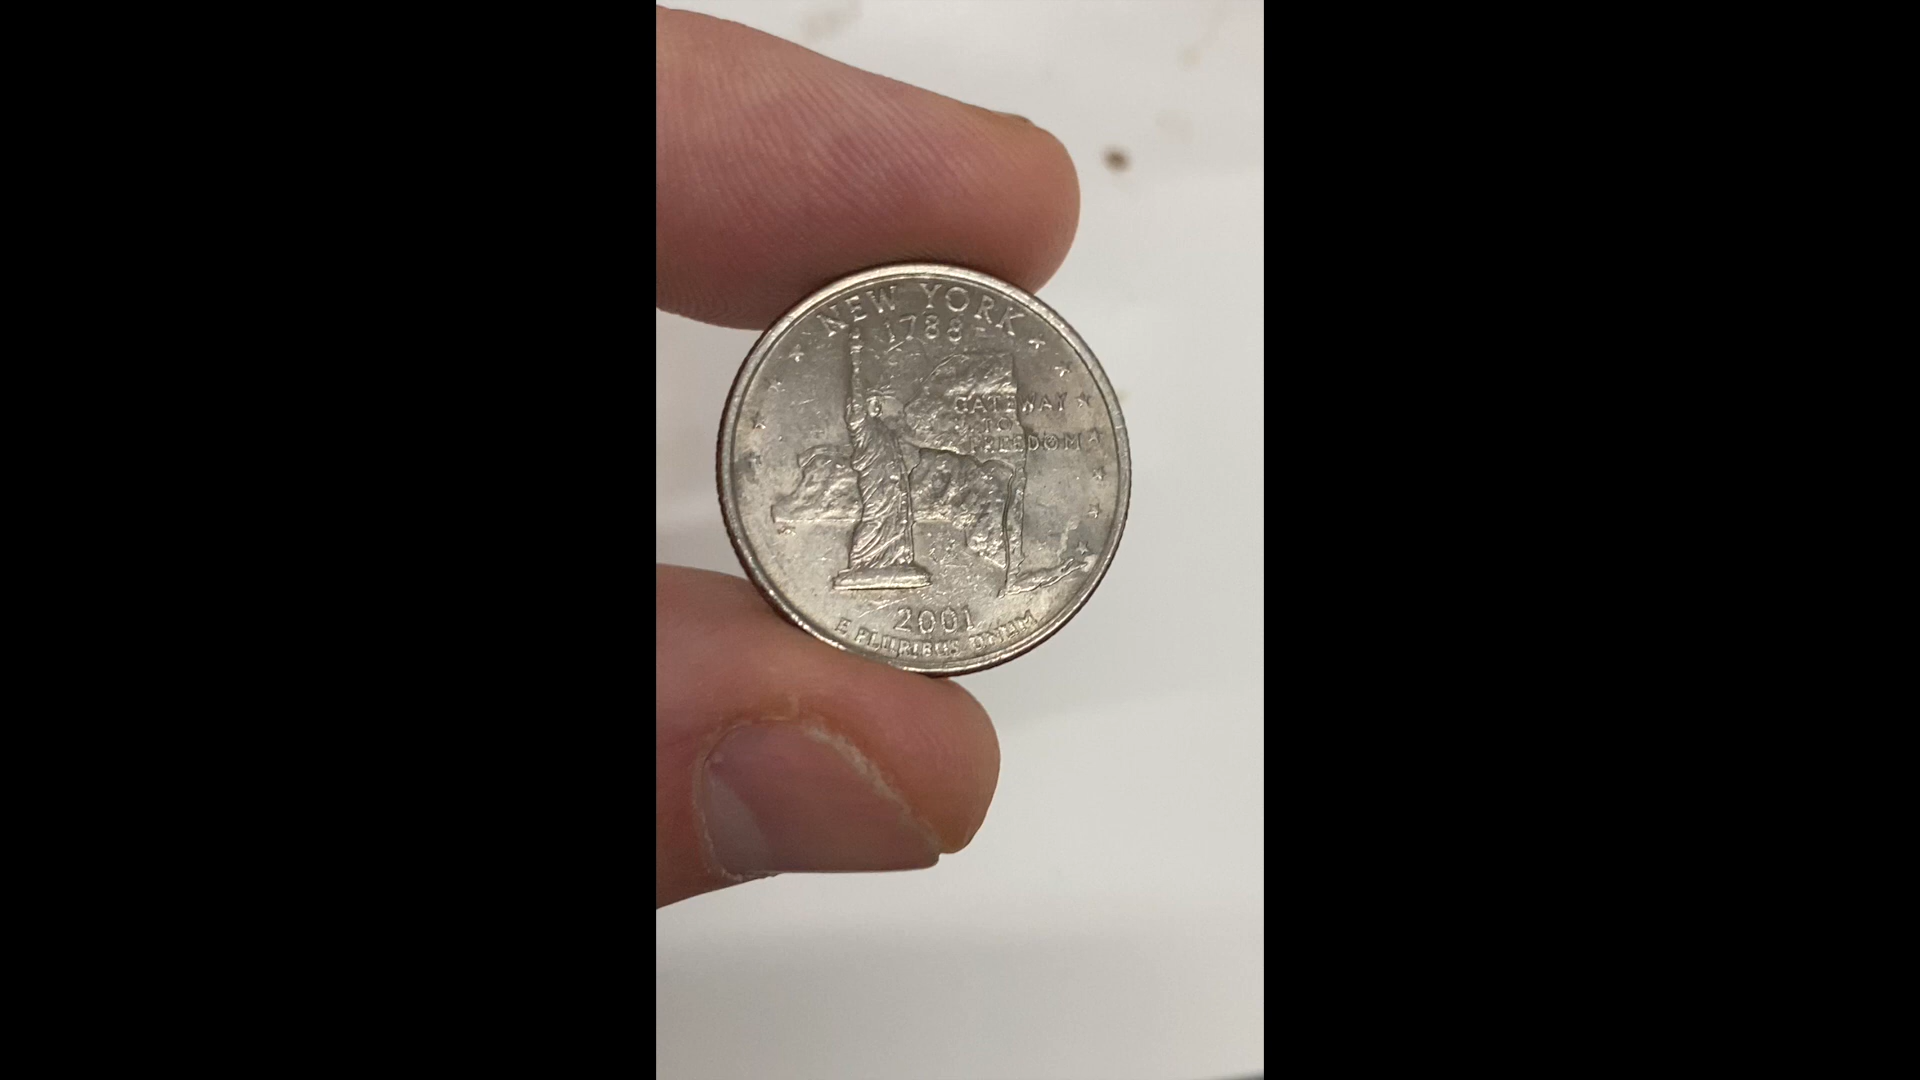 NEW YORK
1788
GATEWAY
TO
FREEDOM
2001
E PLURIBUS UNUM